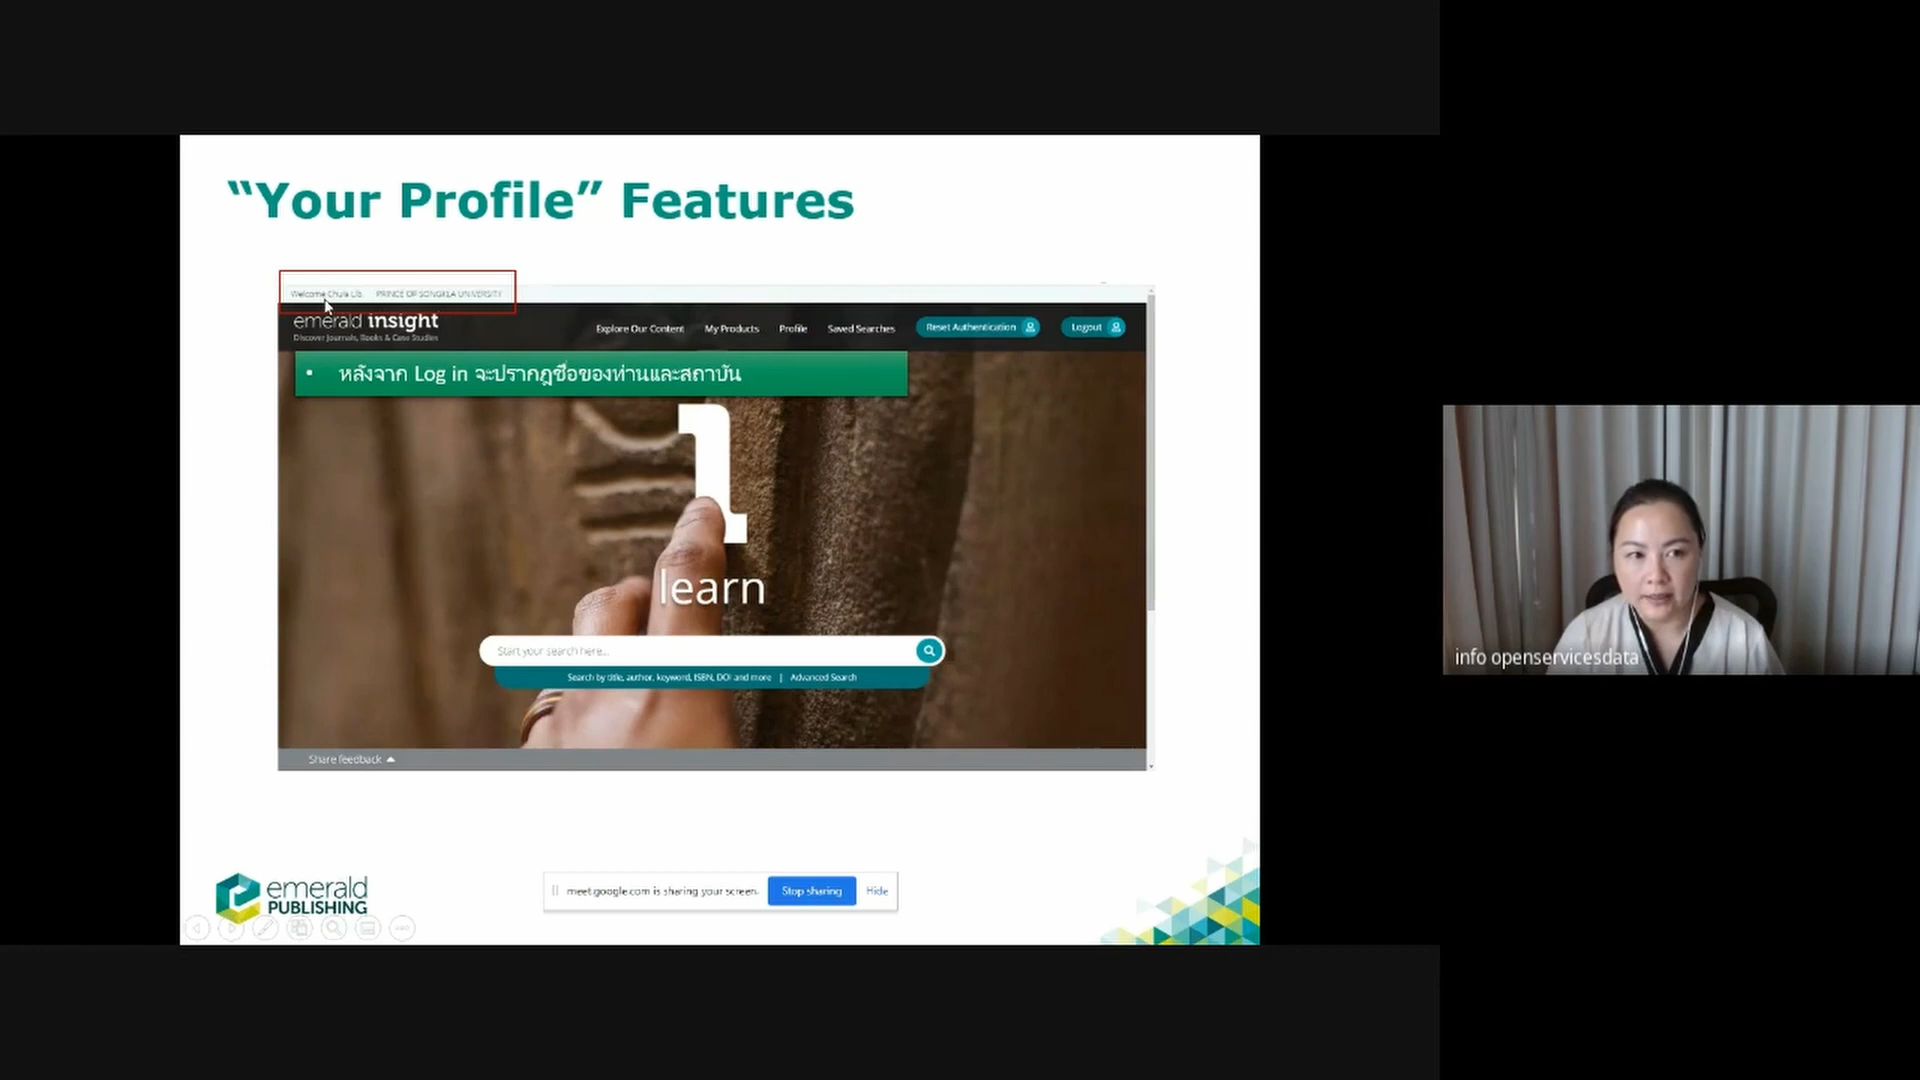 “Your Profile” Features
Welcome Chula Lib PRINCE OF SONGKLA UNIVERSITY
emerald insight
Discover Journals, Books & Case Studies
Explore Our Content My Products Profile Saved Searches Reset Authentication Logout
• หลังจาก Log in จะปรากฎชื่อของท่านและสถาบัน
l
learn
Start your search here...
Search by title, author, keyword, ISBN, DOI and more | Advanced Search
Share feedback
info openservicesdata
emerald
PUBLISHING
meet.google.com is sharing your screen. Stop sharing Hide